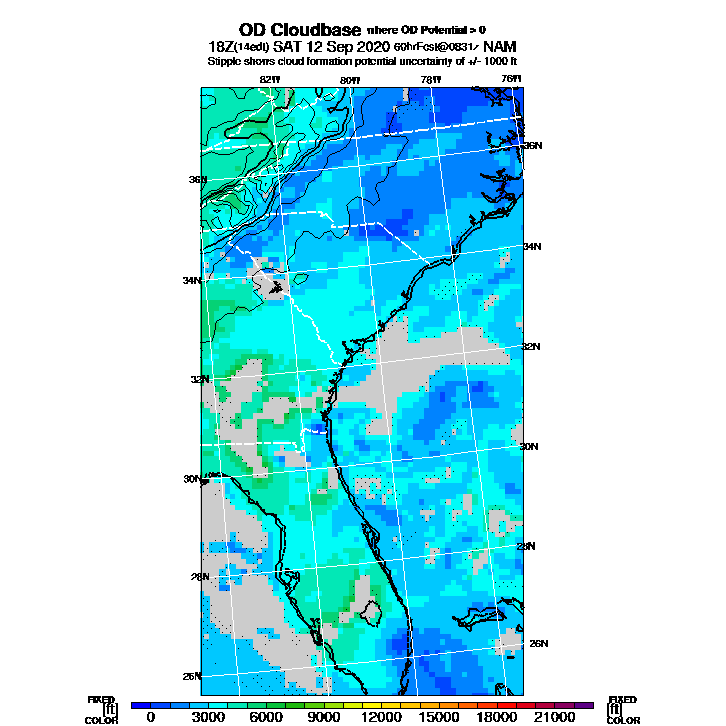 OD Cloudbase where OD Potential > 0
18Z(14edt) SAT 12 Sep 2020 60hrFcst@0831z NAM
Stipple shows cloud formation potential uncertainty of +/- 1000 ft
82W 80W 78W 76W
36N
36N
34N
34N
32N
32N
30N
30N
28N
28N
26N
26N
FIXED FIXED
[ft] 0 3000 6000 9000 12000 15000 18000 21000 [ft]
COLOR COLOR